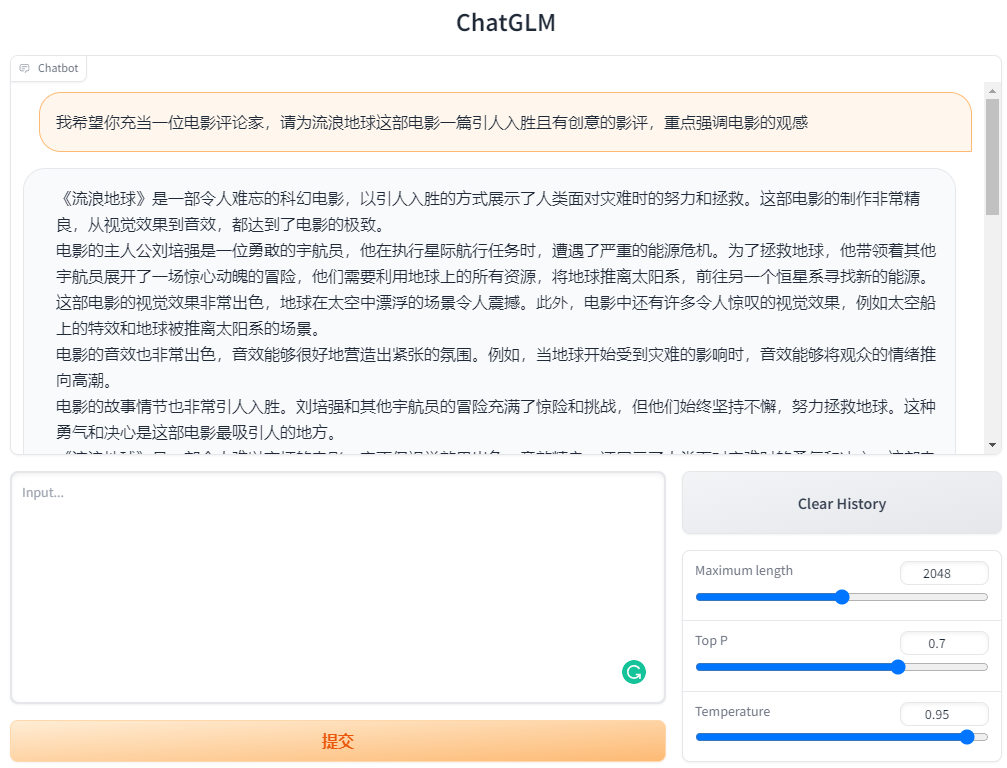 ChatGLM
Chatbot
我希望你充当一位电影评论家，请为流浪地球这部电影一篇引人入胜且有创意的影评，重点强调电影的观感
《流浪地球》是一部令人难忘的科幻电影，以引人入胜的方式展示了人类面对灾难时的努力和拯救。这部电影的制作非常精
良，从视觉效果到音效，都达到了电影的极致。
电影的主人公刘培强是一位勇敢的宇航员，他在执行星际航行任务时，遭遇了严重的能源危机。为了拯救地球，他带领着其他
宇航员展开了一场惊心动魄的冒险，他们需要利用地球上的所有资源，将地球推离太阳系，前往另一个恒星系寻找新的能源。
这部电影的视觉效果非常出色，地球在太空中漂浮的场景令人震撼。此外，电影中还有许多令人惊叹的视觉效果，例如太空船
上的特效和地球被推离太阳系的场景。
电影的音效也非常出色，音效能够很好地营造出紧张的氛围。例如，当地球开始受到灾难的影响时，音效能够将观众的情绪推
向高潮。
电影的故事情节也非常引人入胜。刘培强和其他宇航员的冒险充满了惊险和挑战，但他们始终坚持不懈，努力拯救地球。这种
勇气和决心是这部电影最吸引人的地方。
Input...
Clear History
Maximum length
2048
Top P
0.7
Temperature
0.95
提交